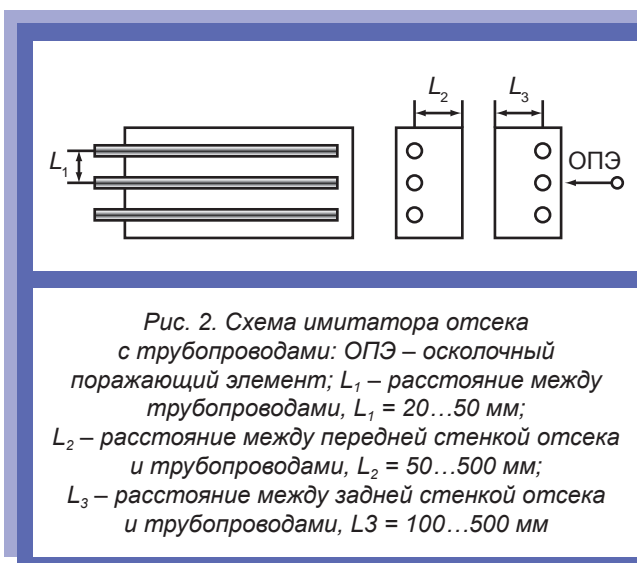 L₂ L₃
L₁ ОПЭ
Рис. 2. Схема имитатора отсека
с трубопроводами: ОПЭ – осколочный
поражающий элемент; L₁ – расстояние между
трубопроводами, L₁ = 20…50 мм;
L₂ – расстояние между передней стенкой отсека
и трубопроводами, L₂ = 50…500 мм;
L₃ – расстояние между задней стенкой отсека
и трубопроводами, L3 = 100…500 мм